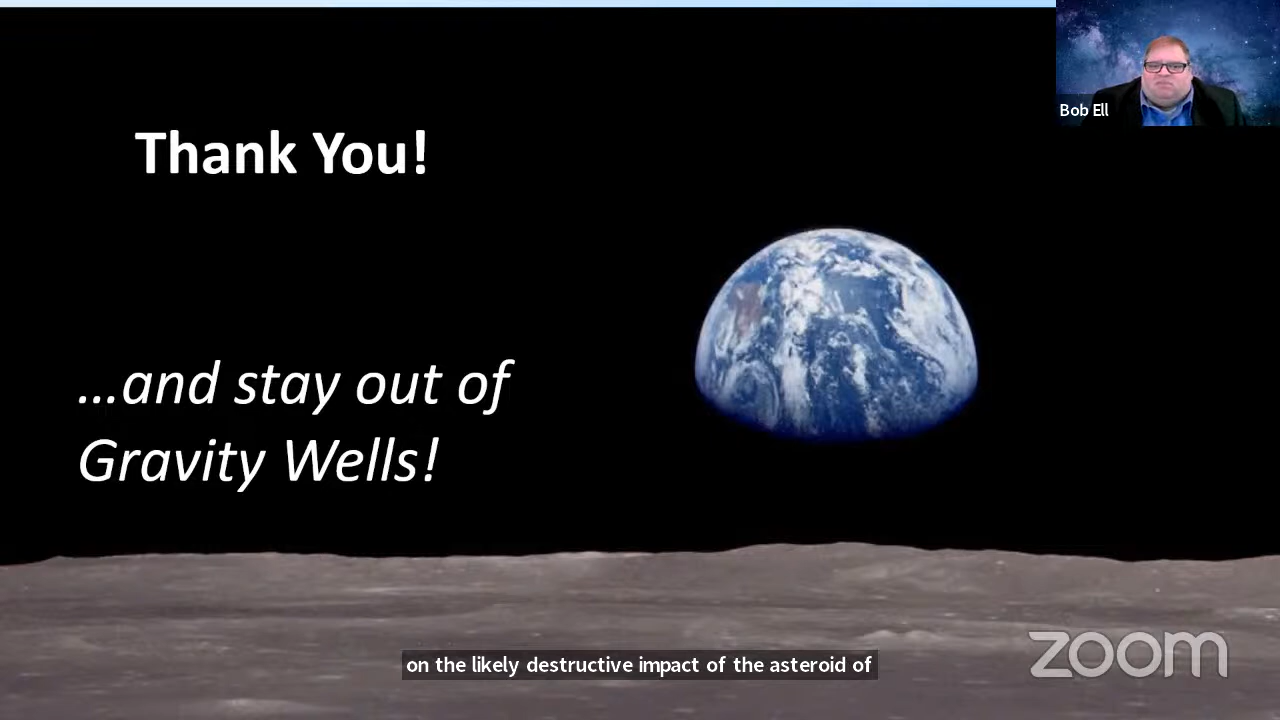 Bob Ell
Thank You!
...and stay out of
Gravity Wells!
on the likely destructive impact of the asteroid of
zoom